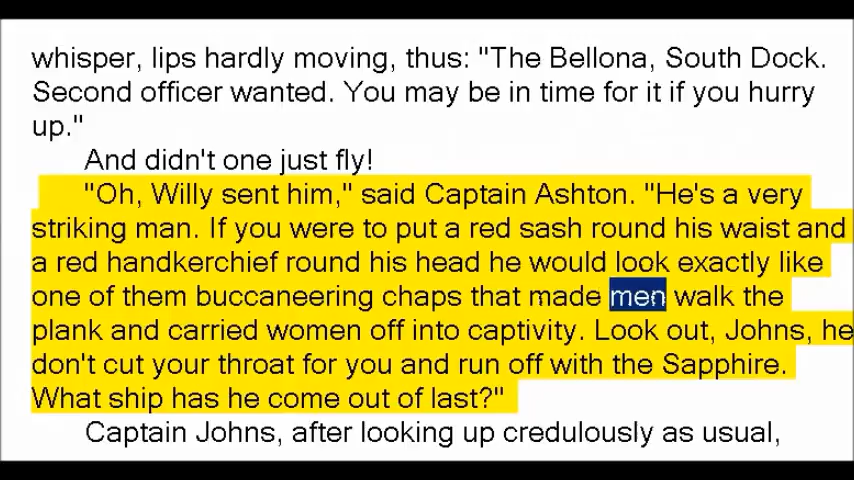 whisper, lips hardly moving, thus: "The Bellona, South Dock.
Second officer wanted. You may be in time for it if you hurry
up."
And didn't one just fly!
"Oh, Willy sent him," said Captain Ashton. "He's a very
striking man. If you were to put a red sash round his waist and
a red handkerchief round his head he would look exactly like
one of them buccaneering chaps that made men walk the
plank and carried women off into captivity. Look out, Johns, he
don't cut your throat for you and run off with the Sapphire.
What ship has he come out of last?"
Captain Johns, after looking up credulously as usual,